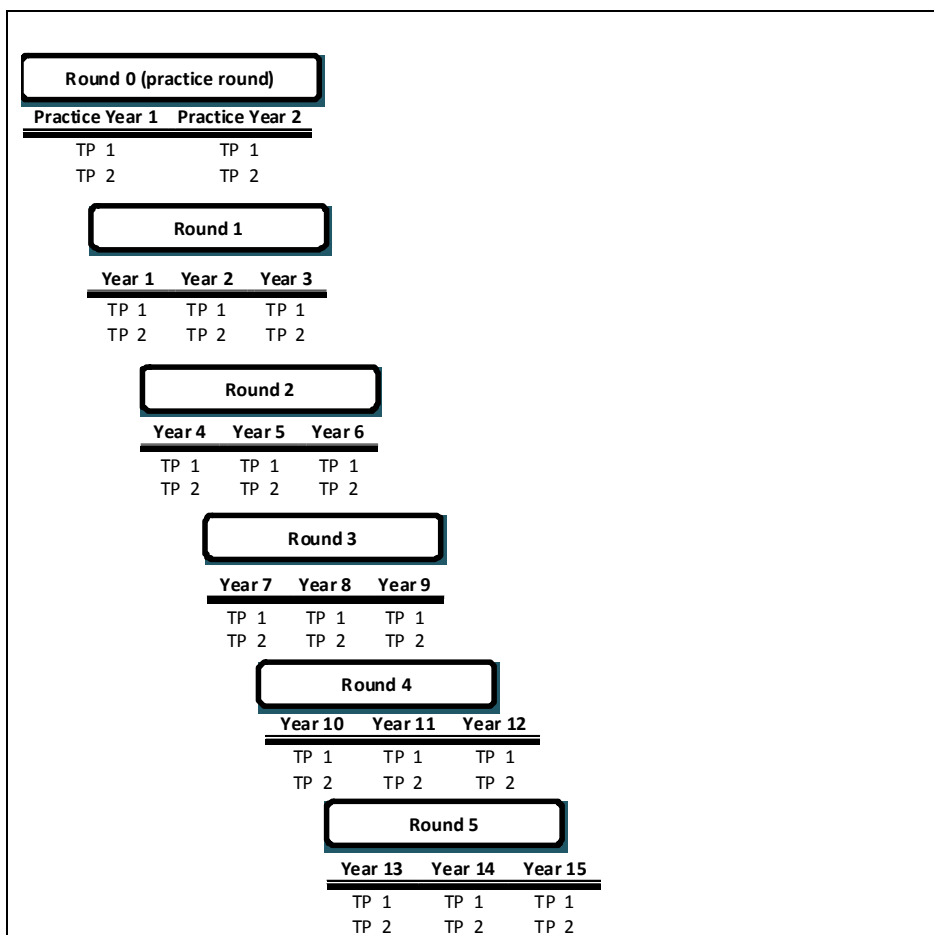 Round 0 (practice round)
Practice Year 1 Practice Year 2
TP 1 TP 1
TP 2 TP 2
Round 1
Year 1 Year 2 Year 3
TP 1 TP 1 TP 1
TP 2 TP 2 TP 2
Round 2
Year 4 Year 5 Year 6
TP 1 TP 1 TP 1
TP 2 TP 2 TP 2
Round 3
Year 7 Year 8 Year 9
TP 1 TP 1 TP 1
TP 2 TP 2 TP 2
Round 4
Year 10 Year 11 Year 12
TP 1 TP 1 TP 1
TP 2 TP 2 TP 2
Round 5
Year 13 Year 14 Year 15
TP 1 TP 1 TP 1
TP 2 TP 2 TP 2